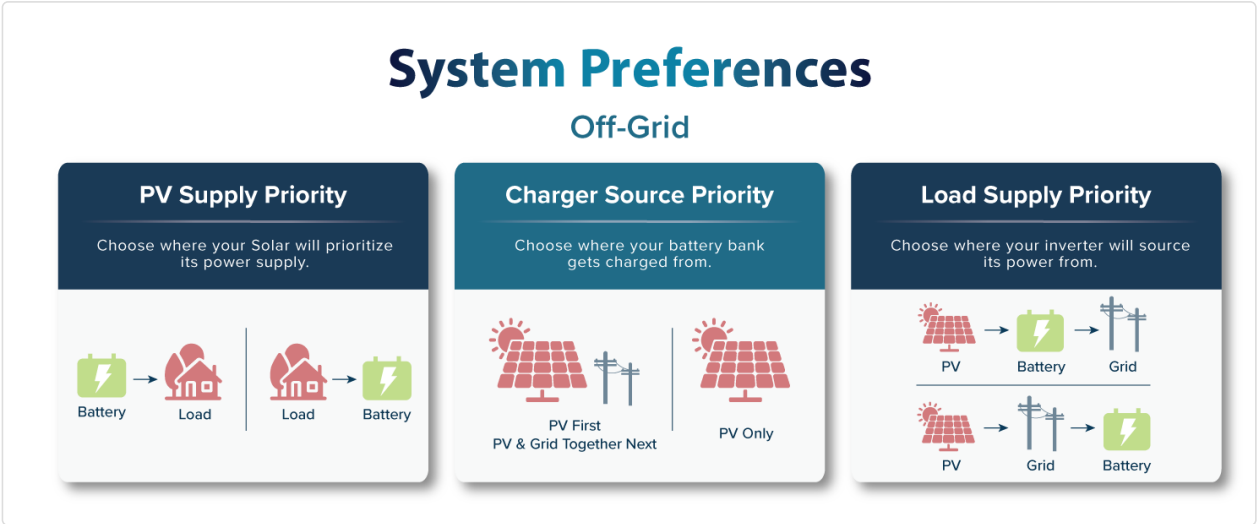 System Preferences
Off-Grid
PV Supply Priority
Choose where your Solar will prioritize
its power supply.
Battery
Load
Load
Battery
Charger Source Priority
Choose where your battery bank
gets charged from.
PV First
PV & Grid Together Next
PV Only
Load Supply Priority
Choose where your inverter will source
its power from.
PV
Battery
Grid
PV
Grid
Battery